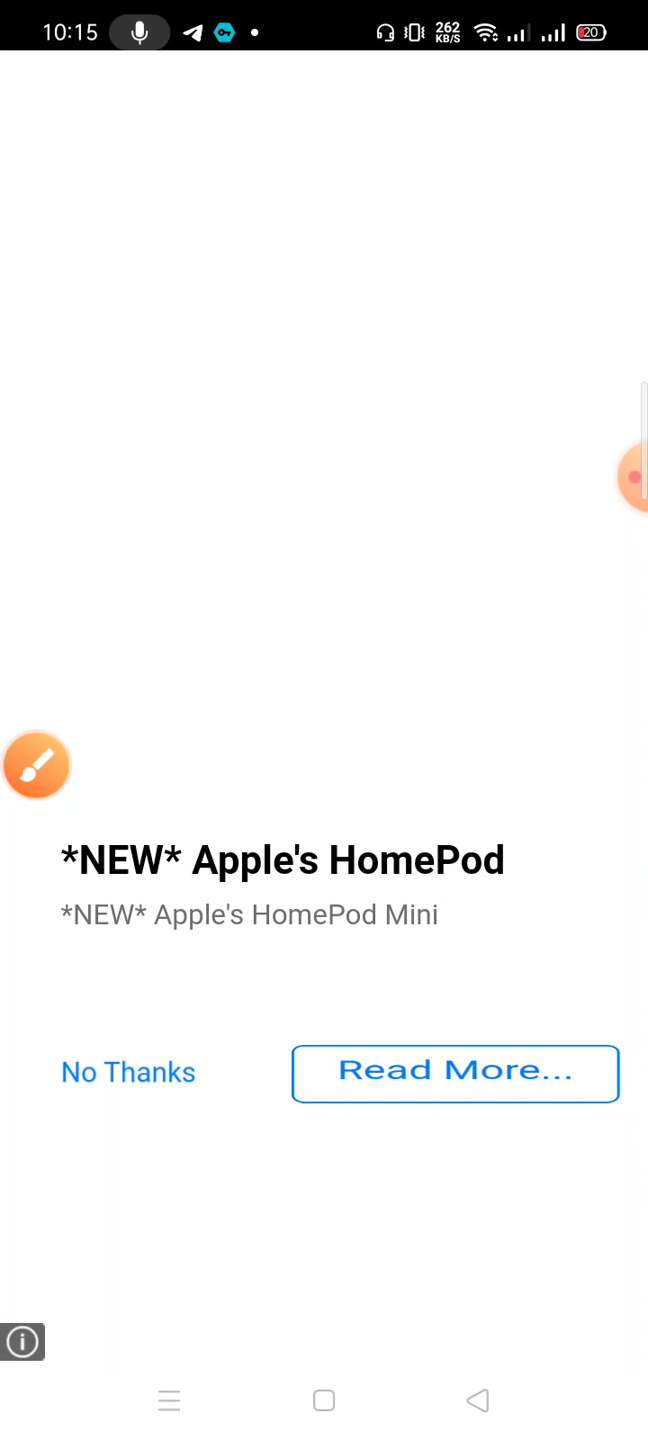 10:15 262 KB/S 20
*NEW* Apple's HomePod
*NEW* Apple's HomePod Mini
No Thanks Read More...